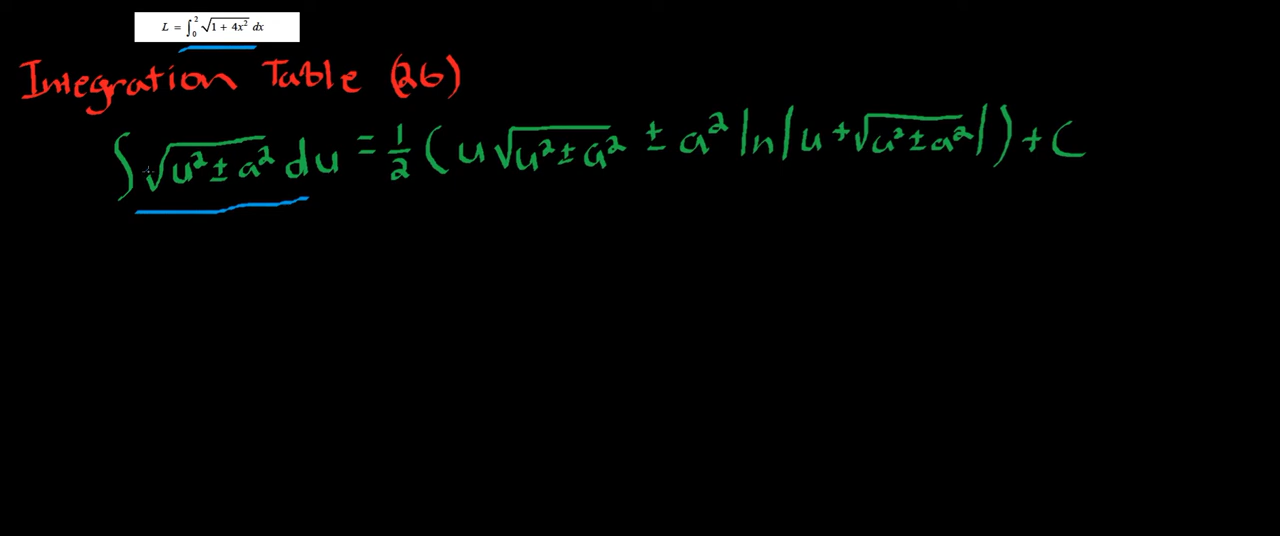 L = ∫₀² √(1 + 4x²) dx
Integration Table (26)
∫√(u² ± a²) du = 1/2 (u√(u² ± a²) ± a² ln|u + √(u² ± a²)|) + C